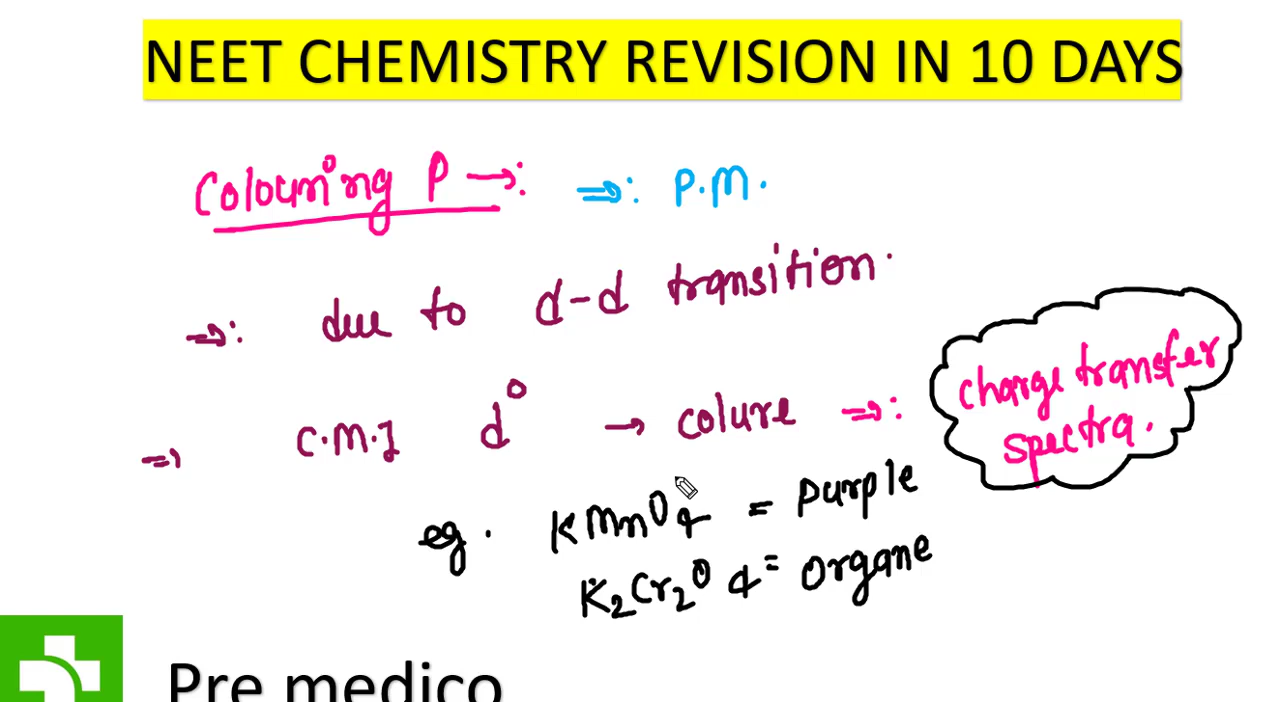 NEET CHEMISTRY REVISION IN 10 DAYS
Colouring P →: ⇒: P.M.
⇒: due to d-d transition.
⇒ C.M.I d⁰ → colure ⇒: charge transfer spectra.
eg. KMnO4 = Purple
K2Cr2O4 = Organe
Pre medico